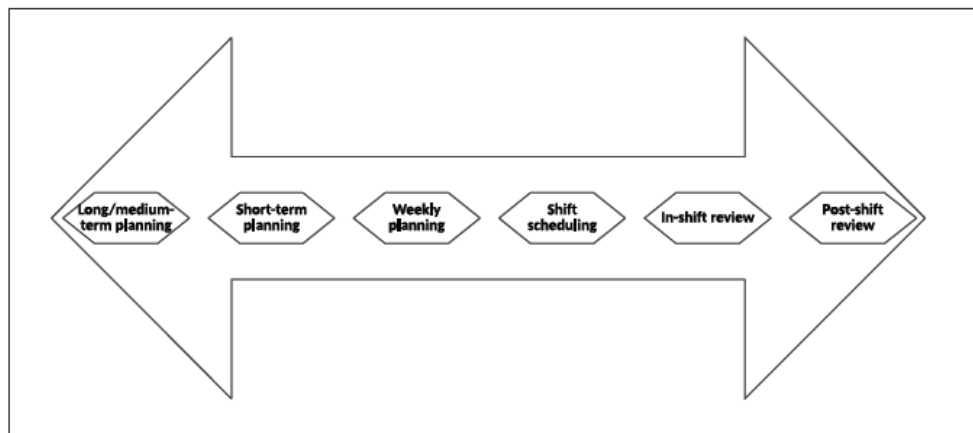 Long/medium-
term planning
Short-term
planning
Weekly
planning
Shift
scheduling
In-shift review
Post-shift
review